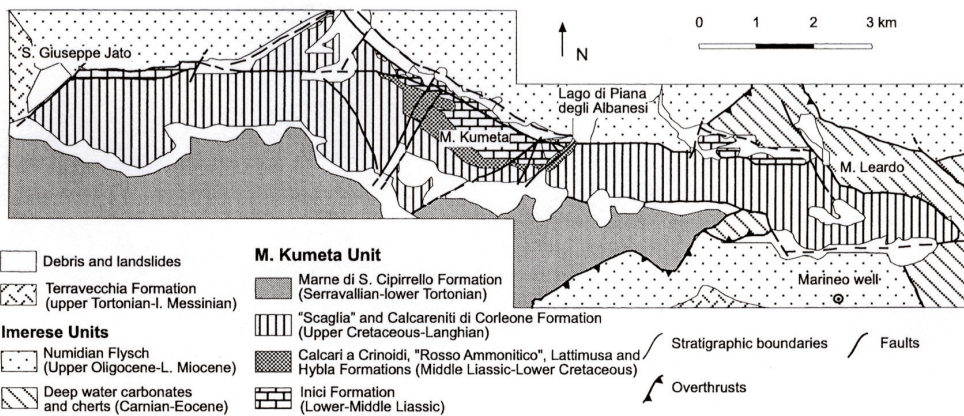 S. Giuseppe Jato
N
0 1 2 3 km
Lago di Piana
degli Albanesi
M. Kumeta
M. Leardo
Marineo well
Debris and landslides
Terravecchia Formation
(upper Tortonian-l. Messinian)
Imerese Units
Numidian Flysch
(Upper Oligocene-L. Miocene)
Deep water carbonates
and cherts (Carnian-Eocene)
M. Kumeta Unit
Marne di S. Cipirrello Formation
(Serravallian-lower Tortonian)
"Scaglia" and Calcareniti di Corleone Formation
(Upper Cretaceous-Langhian)
Calcari a Crinoidi, "Rosso Ammonitico", Lattimusa and
Hybla Formations (Middle Liassic-Lower Cretaceous)
Inici Formation
(Lower-Middle Liassic)
Stratigraphic boundaries
Faults
Overthrusts